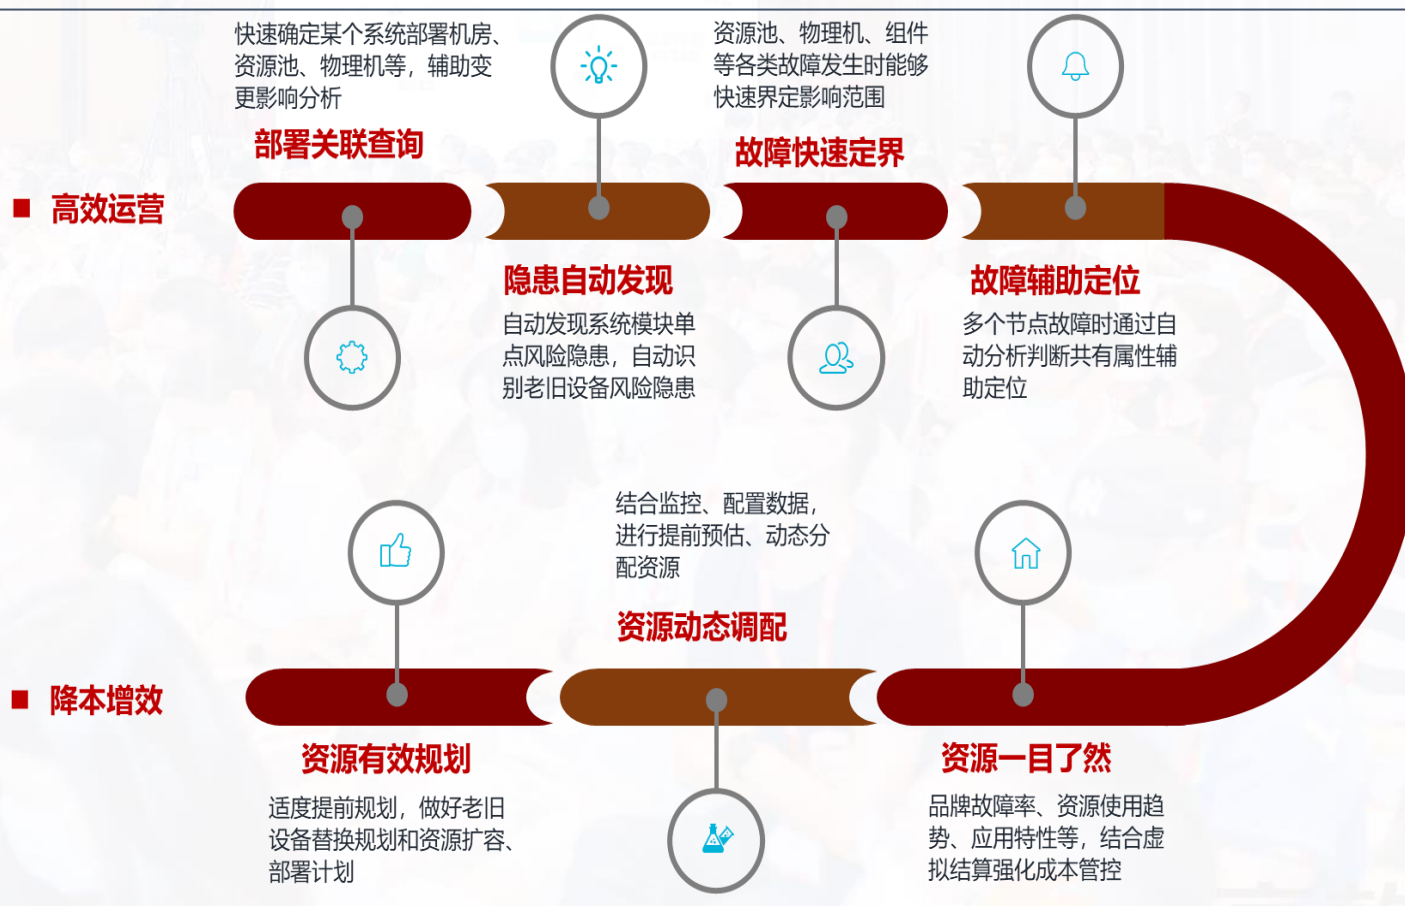 快速确定某个系统部署机房、
资源池、物理机等，辅助变
更影响分析
部署关联查询
资源池、物理机、组件
等各类故障发生时能够
快速界定影响范围
故障快速定界
■ 高效运营
隐患自动发现
自动发现系统模块单
点风险隐患，自动识
别老旧设备风险隐患
故障辅助定位
多个节点故障时通过自
动分析判断共有属性辅
助定位
结合监控、配置数据，
进行提前预估、动态分
配资源
资源动态调配
■ 降本增效
资源有效规划
适度提前规划，做好老旧
设备替换规划和资源扩容、
部署计划
资源一目了然
品牌故障率、资源使用趋
势、应用特性等，结合虚
拟结算强化成本管控